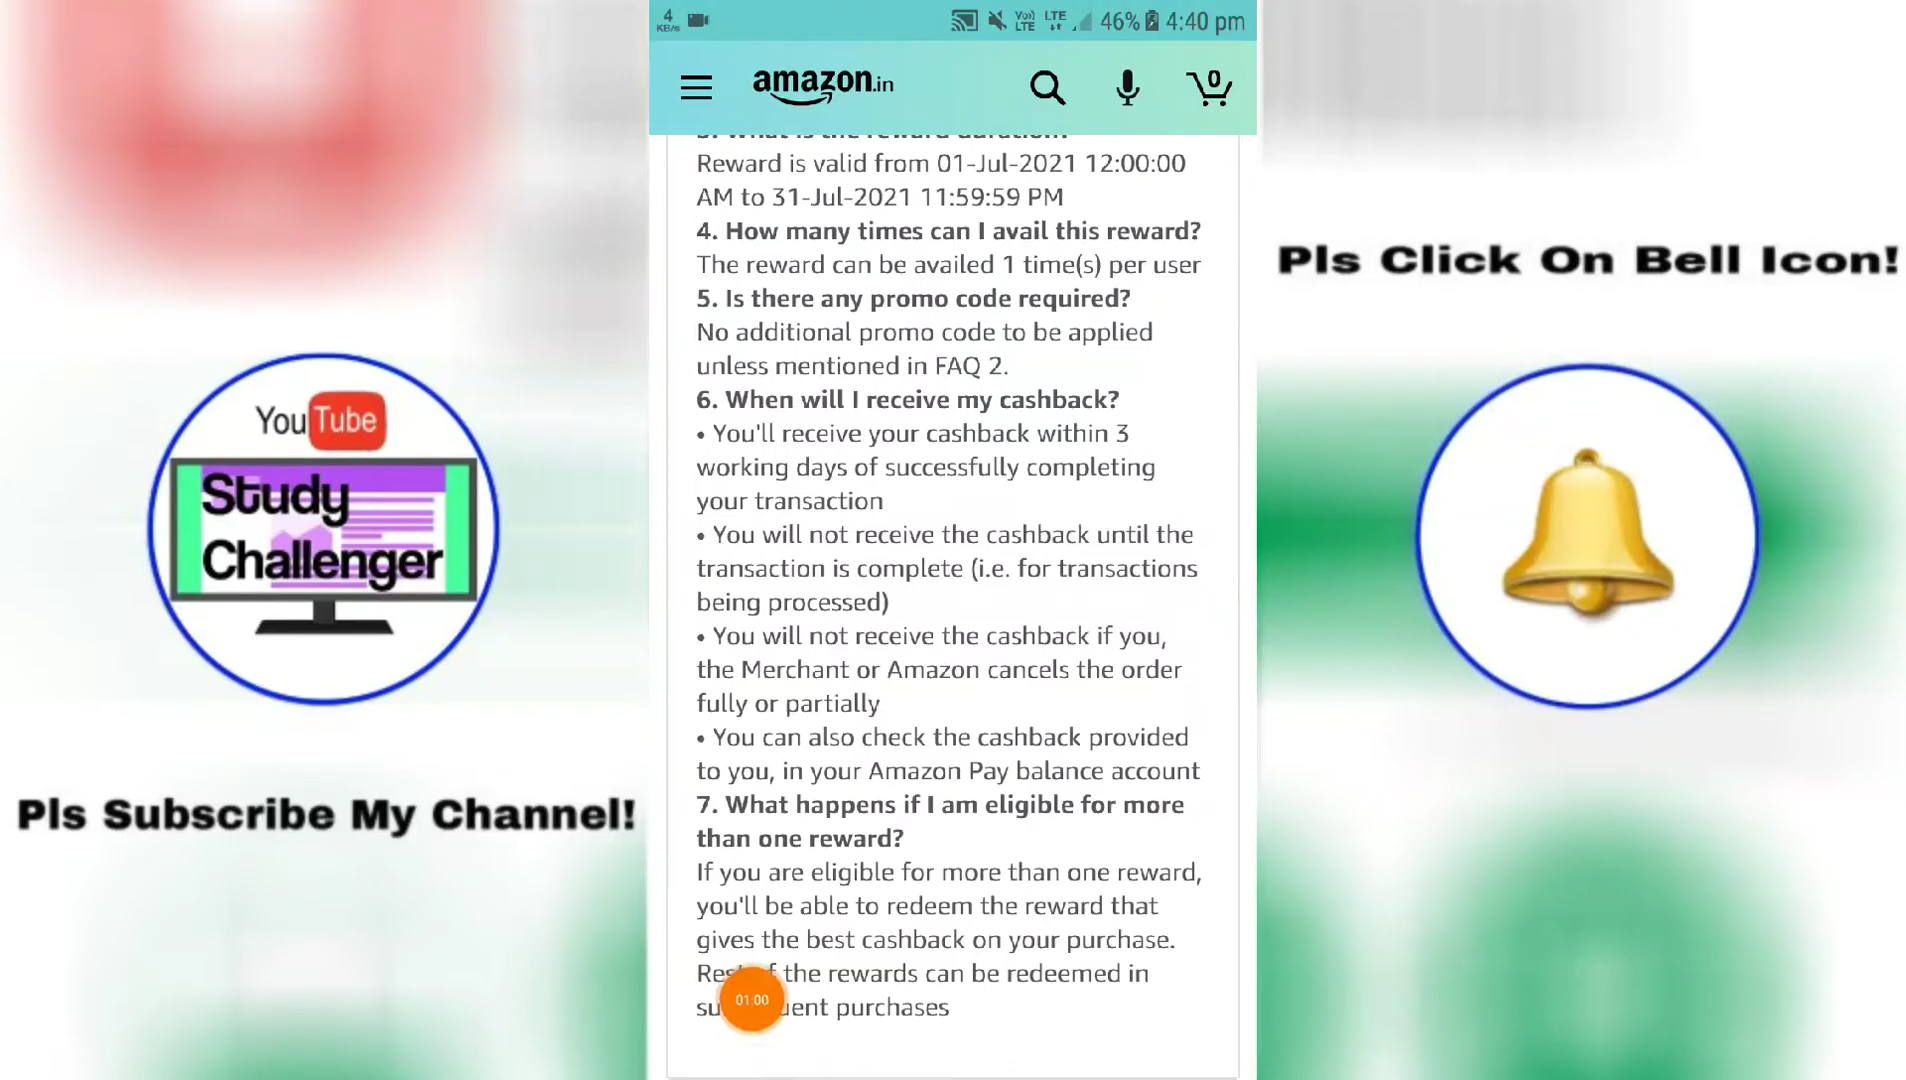 4
KB/s
Vo)
LTE
LTE
46%
4:40 pm
amazon.in
0
3. What is the reward duration?
Reward is valid from 01-Jul-2021 12:00:00
AM to 31-Jul-2021 11:59:59 PM
4. How many times can I avail this reward?
The reward can be availed 1 time(s) per user
5. Is there any promo code required?
No additional promo code to be applied
unless mentioned in FAQ 2.
6. When will I receive my cashback?
• You'll receive your cashback within 3
working days of successfully completing
your transaction
• You will not receive the cashback until the
transaction is complete (i.e. for transactions
being processed)
• You will not receive the cashback if you,
the Merchant or Amazon cancels the order
fully or partially
• You can also check the cashback provided
to you, in your Amazon Pay balance account
7. What happens if I am eligible for more
than one reward?
If you are eligible for more than one reward,
you'll be able to redeem the reward that
gives the best cashback on your purchase.
the rewards can be redeemed in
purchases
01:00
YouTube
Study
Challenger
Pls Subscribe My Channel!
Pls Click On Bell Icon!